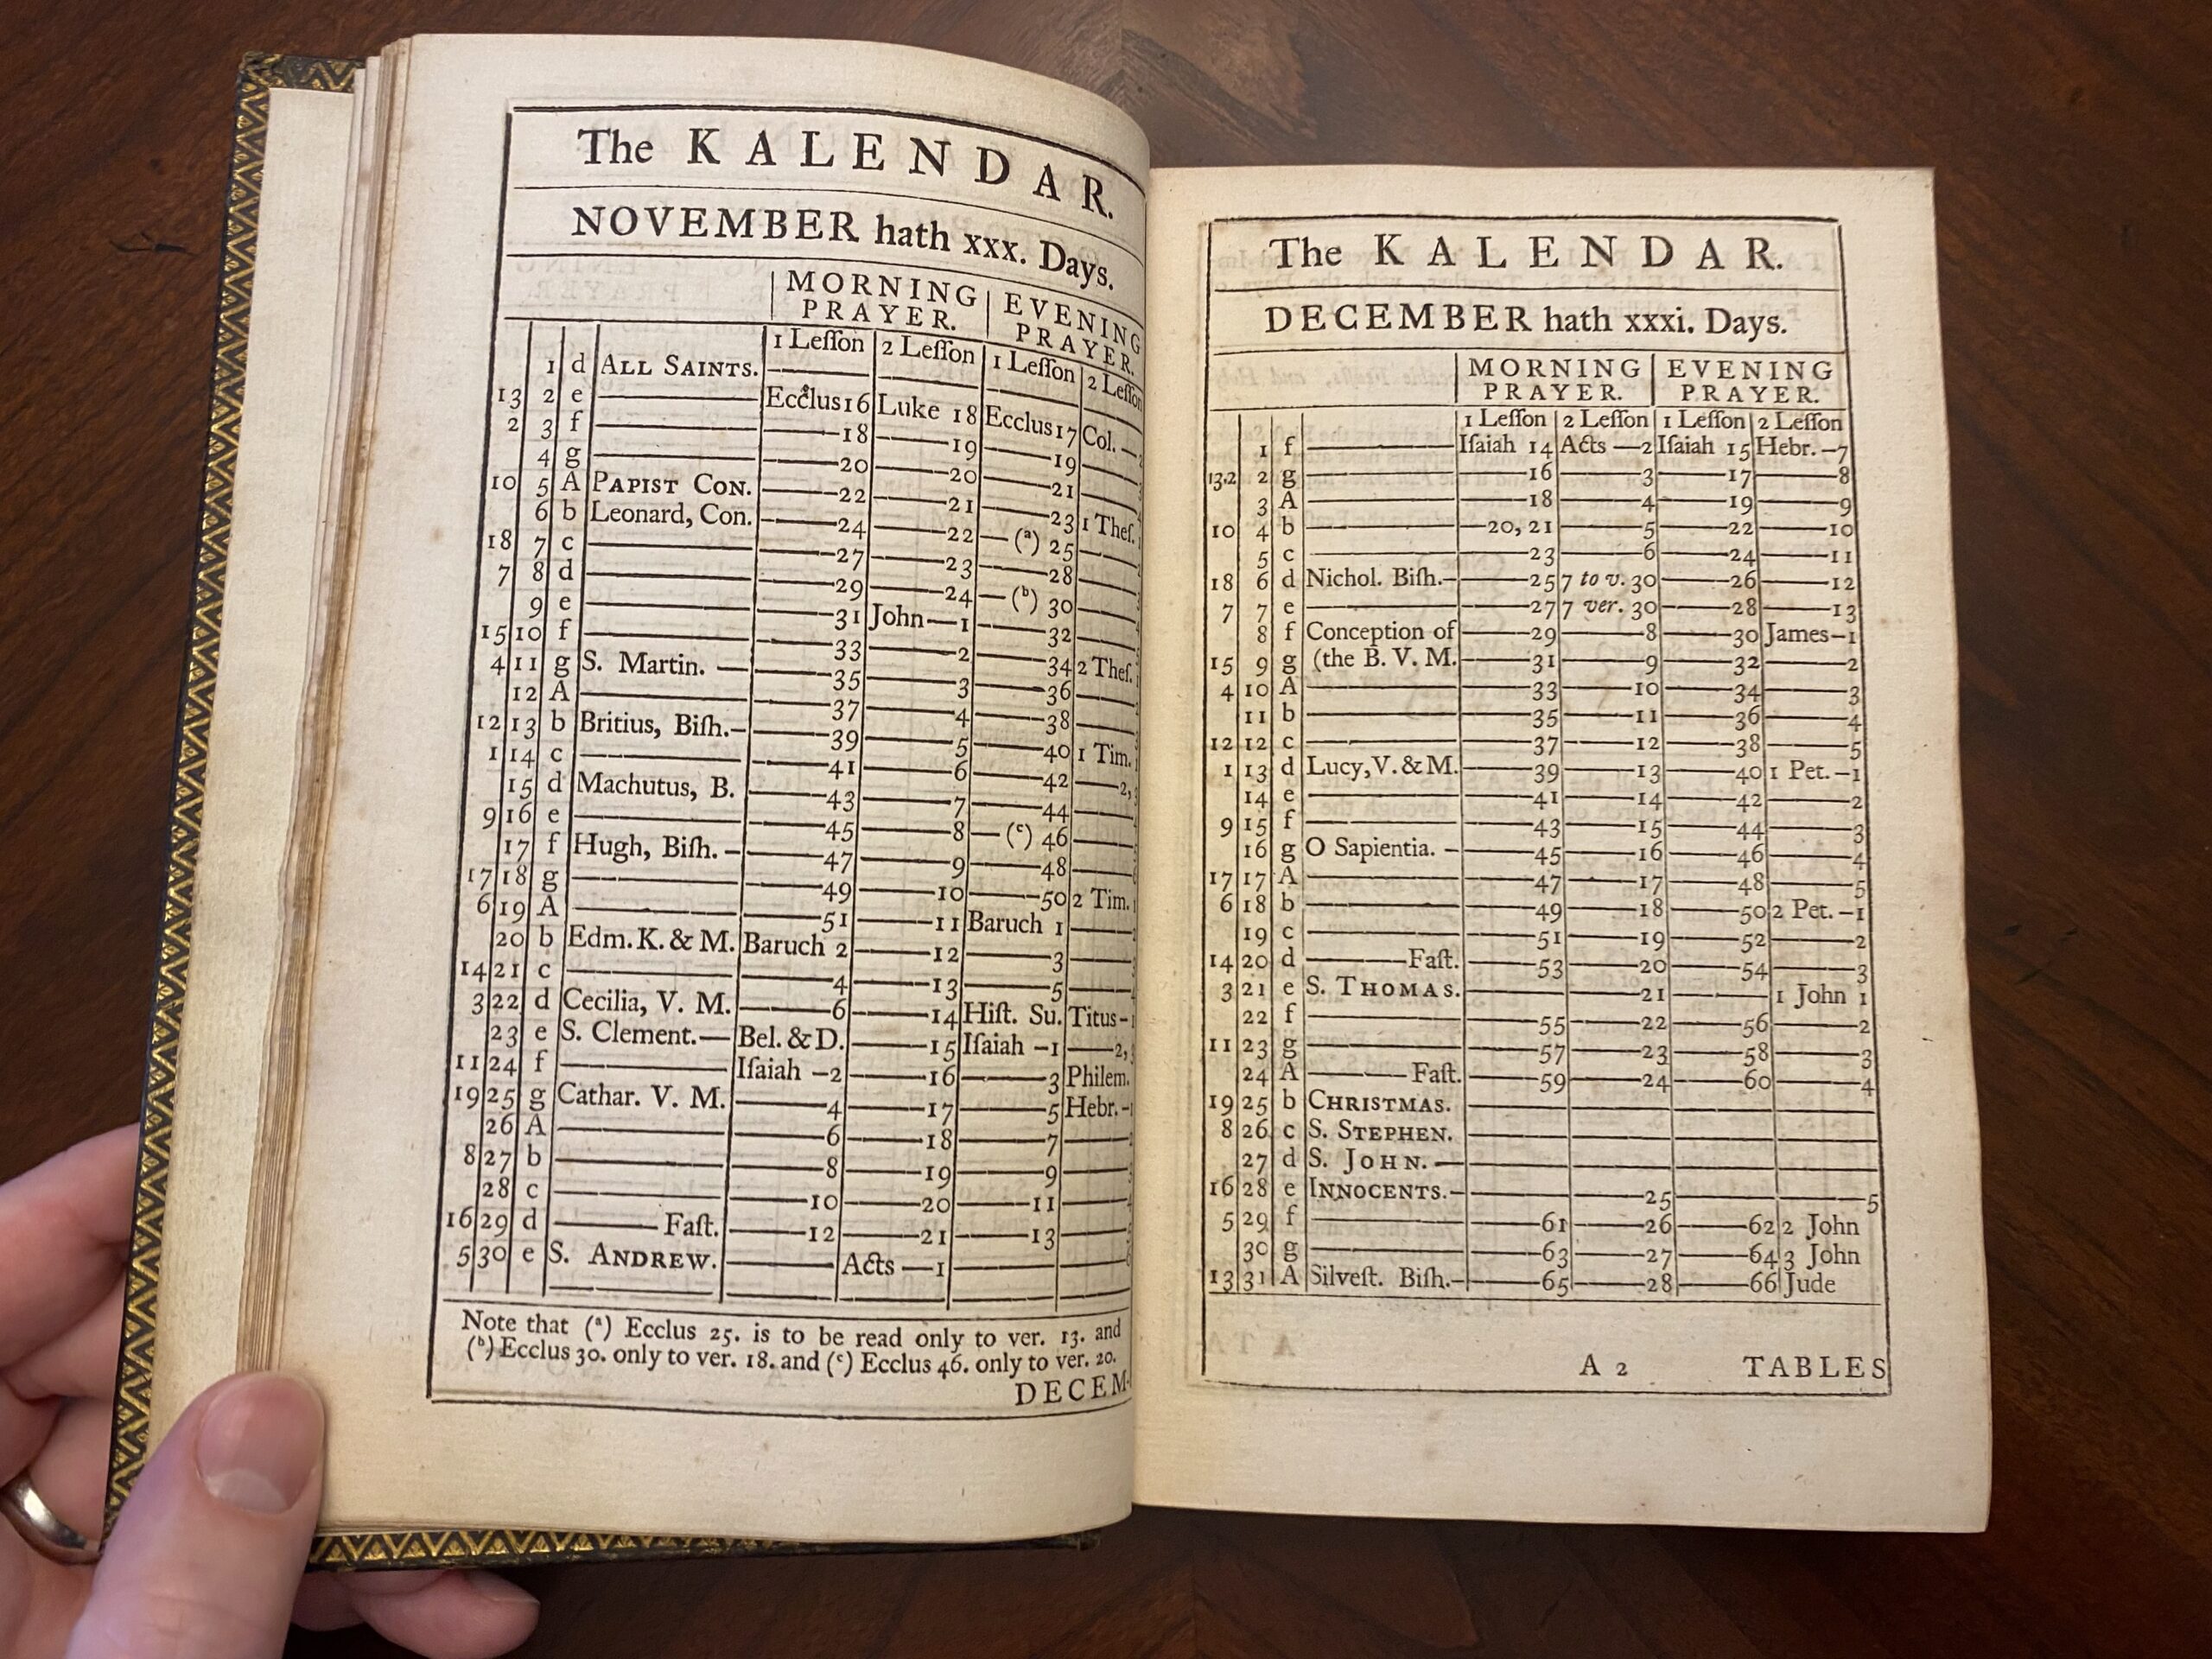 The KALENDAR.
NOVEMBER hath xxx. Days.
MORNING PRAYER. EVENING PRAYER.
1 Leſſon 2 Leſſon 1 Leſſon 2 Leſſon
1 d ALL SAINTS. — — — —
13 2 e — Ecclus 16 Luke 18 Ecclus 17 Col. —
2 3 f — 18 — 19 — 19 —
4 g — 20 — 20 — 21 —
10 5 A PAPIST CON. — 22 — 21 — 23 1 Theſ.
6 b Leonard, Con. — 24 — 22 — (a) 25 —
18 7 c — 27 — 23 — 28 —
7 8 d — 29 — 24 — (b) 30 —
9 e — 31 John — 1 — 32 —
15 10 f — 33 — 2 — 34 2 Theſ.
4 11 g S. Martin. — 35 — 3 — 36 —
12 A — 37 — 4 — 38 —
12 13 b Britius, Biſh. — 39 — 5 — 40 1 Tim.
1 14 c — 41 — 6 — 42 — 2,
15 d Machutus, B. — 43 — 7 — 44 —
9 16 e — 45 — 8 — (c) 46 —
17 f Hugh, Biſh. — 47 — 9 — 48 —
17 18 g — 49 — 10 — 50 2 Tim.
6 19 A — 51 — 11 Baruch 1 —
20 b Edm. K. & M. Baruch 2 — 12 — 3 —
14 21 c — 4 — 13 — 5 —
3 22 d Cecilia, V. M. — 6 — 14 Hiſt. Su. Titus -
23 e S. Clement. — Bel. & D. — 15 Iſaiah - 1 — 2,
11 24 f — Iſaiah - 2 — 16 — 3 Philem.
19 25 g Cathar. V. M. — 4 — 17 — 5 Hebr. -
26 A — 6 — 18 — 7 —
8 27 b — 8 — 19 — 9 —
28 c — 10 — 20 — 11 —
16 29 d — Faſt. — 12 — 21 — 13 —
5 30 e S. ANDREW. — Acts — 1 — —
Note that (a) Ecclus 25. is to be read only to ver. 13. and
(b) Ecclus 30. only to ver. 18. and (c) Ecclus 46. only to ver. 20.
DECEM-
The KALENDAR.
DECEMBER hath xxxi. Days.
MORNING PRAYER. EVENING PRAYER.
1 Leſſon 2 Leſſon 1 Leſſon 2 Leſſon
1 f — Iſaiah 14 Acts — 2 Iſaiah 15 Hebr. — 7
13.2 2 g — 16 — 3 — 17 — 8
3 A — 18 — 4 — 19 — 9
10 4 b — 20, 21 — 5 — 22 — 10
5 c — 23 — 6 — 24 — 11
18 6 d Nichol. Biſh. — 25 7 to v. 30 — 26 — 12
7 7 e — 27 7 ver. 30 — 28 — 13
8 f Conception of — 29 — 8 — 30 James — 1
15 9 g (the B. V. M. — 31 — 9 — 32 — 2
4 10 A — 33 — 10 — 34 — 3
11 b — 35 — 11 — 36 — 4
12 12 c — 37 — 12 — 38 — 5
1 13 d Lucy, V. & M. — 39 — 13 — 40 1 Pet. — 1
14 e — 41 — 14 — 42 — 2
9 15 f — 43 — 15 — 44 — 3
16 g O Sapientia. — 45 — 16 — 46 — 4
17 17 A — 47 — 17 — 48 — 5
6 18 b — 49 — 18 — 50 2 Pet. — 1
19 c — 51 — 19 — 52 — 2
14 20 d — Faſt. — 53 — 20 — 54 — 3
3 21 e S. THOMAS. — — 21 — 1 John 1
22 f — 55 — 22 — 56 — 2
11 23 g — 57 — 23 — 58 — 3
24 A — Faſt. — 59 — 24 — 60 — 4
19 25 b CHRISTMAS. — — — —
8 26 c S. STEPHEN. — — — —
27 d S. JOHN. — — — — —
16 28 e INNOCENTS. — — 25 — — 5
5 29 f — 61 — 26 — 62 2 John
30 g — 63 — 27 — 64 3 John
13 31 A Silveſt. Biſh. — 65 — 28 — 66 Jude
A 2 TABLES